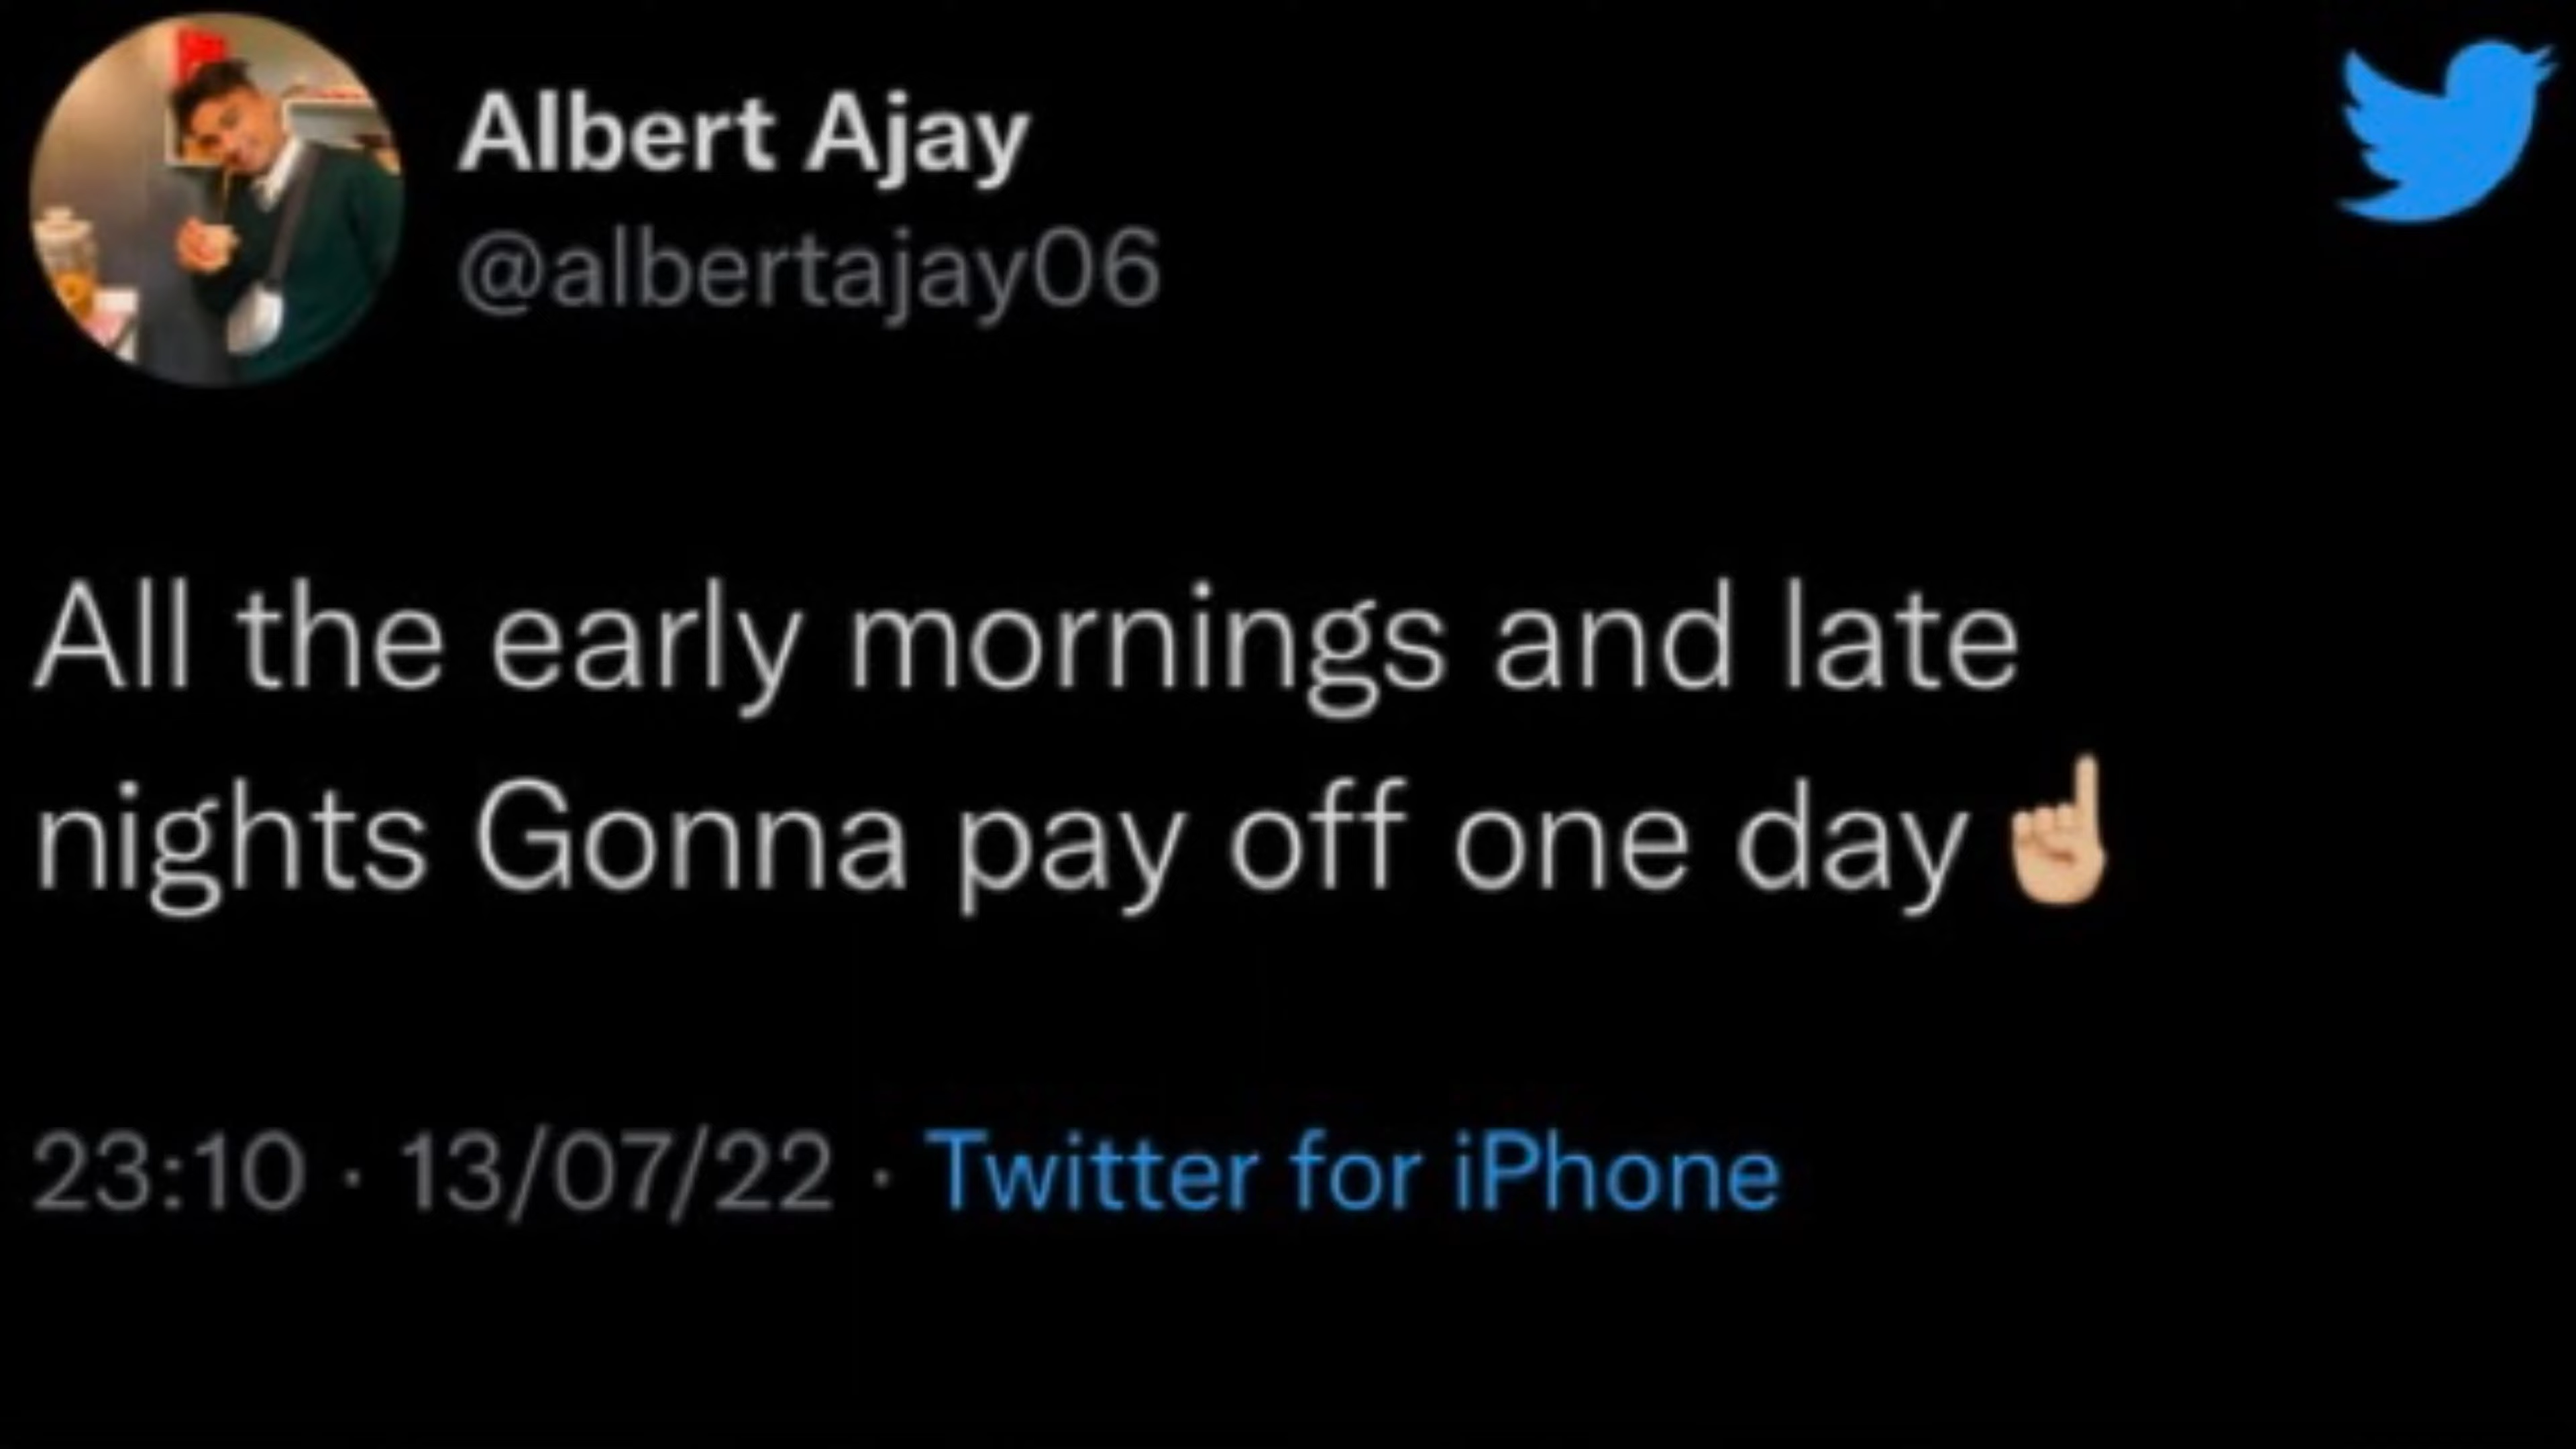 Albert Ajay
@albertajay06
All the early mornings and late
nights Gonna pay off one day☝🏼
23:10 · 13/07/22 · Twitter for iPhone